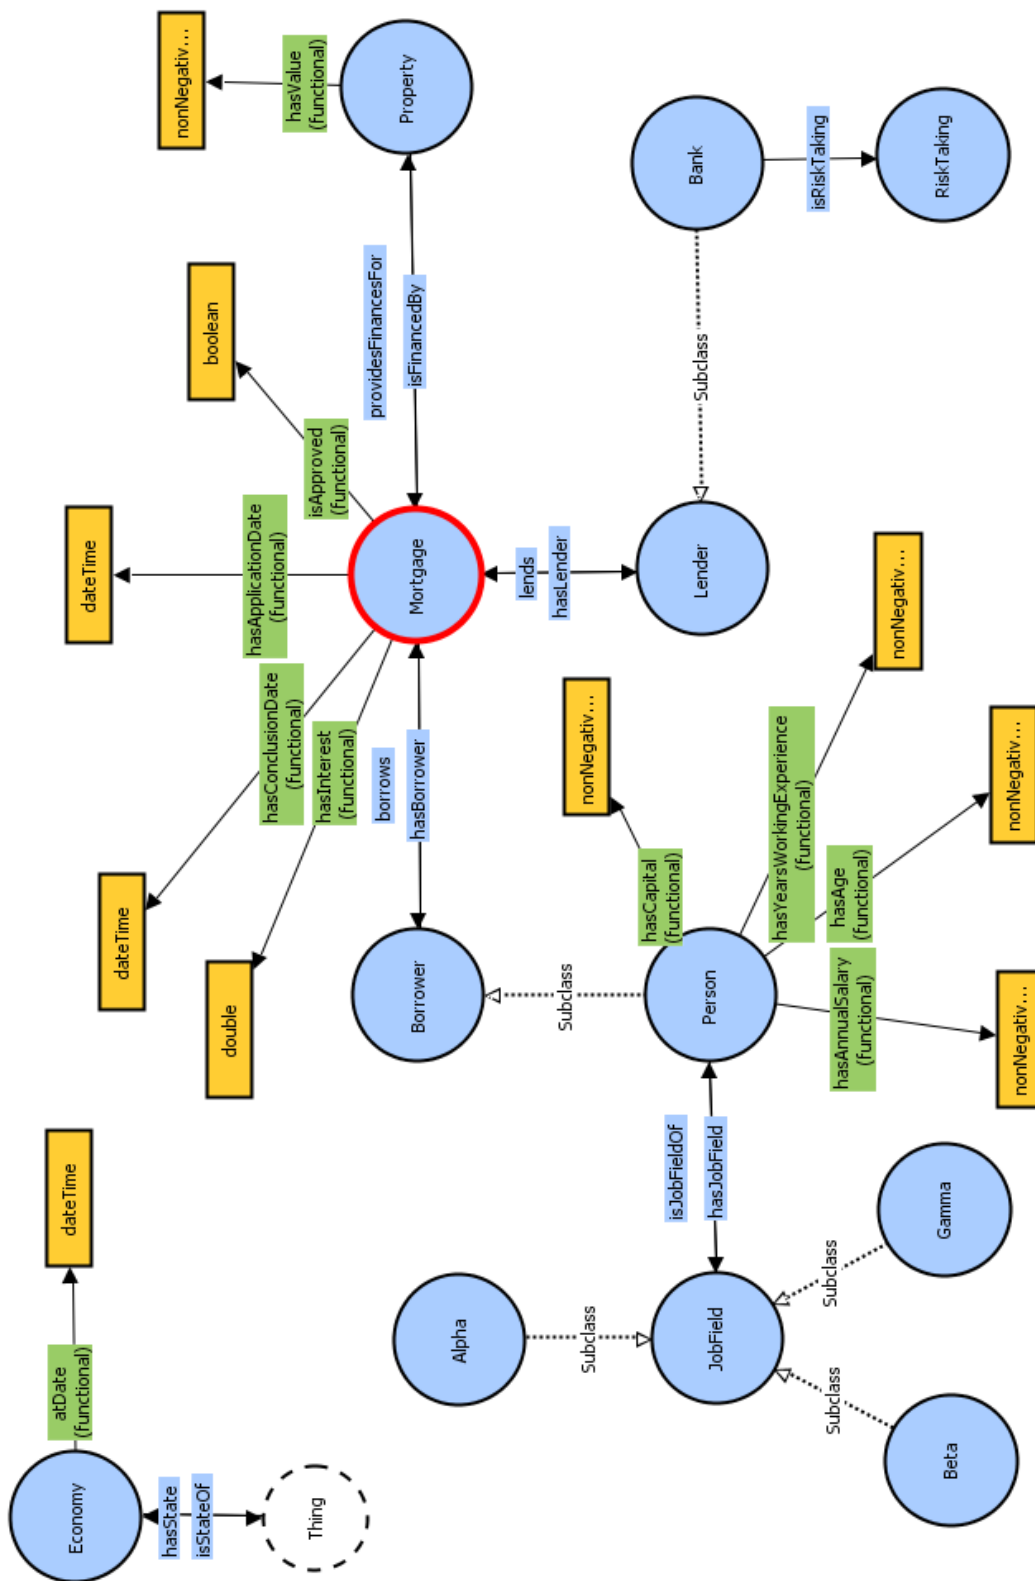 Economy
atDate
(functional)
dateTime
hasState
isStateOf
Thing
dateTime
dateTime
nonNegativ...
double
boolean
hasConclusionDate
(functional)
hasInterest
(functional)
hasApplicationDate
(functional)
isApproved
(functional)
hasValue
(functional)
Borrower
borrows
hasBorrower
Mortgage
providesFinancesFor
isFinancedBy
Property
Alpha
Subclass
Subclass
lends
hasLender
nonNegativ...
isJobFieldOf
hasJobField
JobField
Person
hasCapital
(functional)
Lender
Subclass
Bank
Subclass
Subclass
hasAnnualSalary
(functional)
hasAge
(functional)
hasYearsWorkingExperience
(functional)
isRiskTaking
nonNegativ...
Beta
Gamma
RiskTaking
nonNegativ...
nonNegativ...